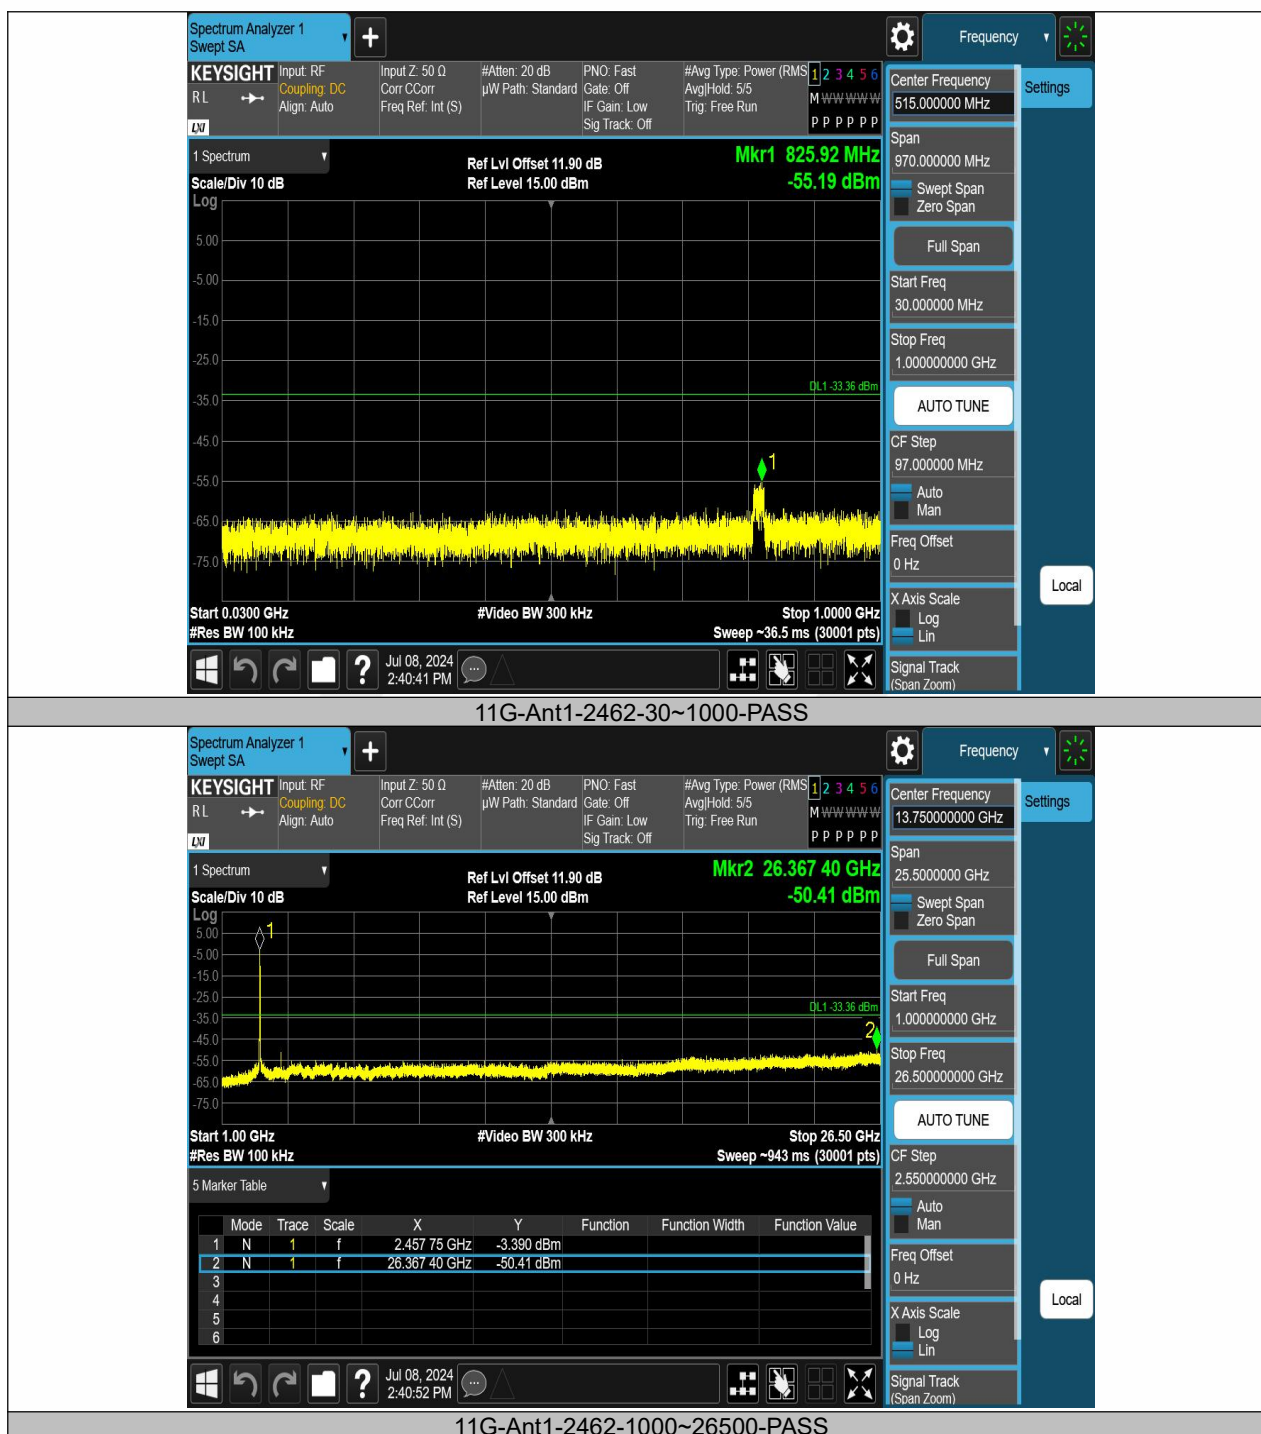 Spectrum Analyzer 1
Swept SA
+
Frequency
KEYSIGHT
R L
LXI
Input: RF
Coupling: DC
Align: Auto
Input Z: 50 Ω
Corr CCorr
Freq Ref: Int (S)
#Atten: 20 dB
µW Path: Standard
PNO: Fast
Gate: Off
IF Gain: Low
Sig Track: Off
#Avg Type: Power (RMS
Avg|Hold: 5/5
Trig: Free Run
1 2 3 4 5 6
M W W W W W
P P P P P P
1 Spectrum
Scale/Div 10 dB
Ref Lvl Offset 11.90 dB
Ref Level 15.00 dBm
Mkr1 825.92 MHz
-55.19 dBm
Log
5.00
-5.00
-15.0
-25.0
-35.0
-45.0
-55.0
-65.0
-75.0
DL1 -33.36 dBm
1
Start 0.0300 GHz
#Res BW 100 kHz
#Video BW 300 kHz
Stop 1.0000 GHz
Sweep ~36.5 ms (30001 pts)
Center Frequency
515.000000 MHz
Span
970.000000 MHz
Swept Span
Zero Span
Full Span
Start Freq
30.000000 MHz
Stop Freq
1.000000000 GHz
AUTO TUNE
CF Step
97.000000 MHz
Auto
Man
Freq Offset
0 Hz
X Axis Scale
Log
Lin
Signal Track
(Span Zoom)
Settings
Local
?
Jul 08, 2024
2:40:41 PM
11G-Ant1-2462-30~1000-PASS
Spectrum Analyzer 1
Swept SA
+
Frequency
KEYSIGHT
R L
LXI
Input: RF
Coupling: DC
Align: Auto
Input Z: 50 Ω
Corr CCorr
Freq Ref: Int (S)
#Atten: 20 dB
µW Path: Standard
PNO: Fast
Gate: Off
IF Gain: Low
Sig Track: Off
#Avg Type: Power (RMS
Avg|Hold: 5/5
Trig: Free Run
1 2 3 4 5 6
M W W W W W
P P P P P P
1 Spectrum
Scale/Div 10 dB
Ref Lvl Offset 11.90 dB
Ref Level 15.00 dBm
Mkr2 26.367 40 GHz
-50.41 dBm
Log
5.00
-5.00
-15.0
-25.0
-35.0
-45.0
-55.0
-65.0
-75.0
1
DL1 -33.36 dBm
2
Start 1.00 GHz
#Res BW 100 kHz
#Video BW 300 kHz
Stop 26.50 GHz
Sweep ~943 ms (30001 pts)
5 Marker Table
Mode Trace Scale X Y Function Function Width Function Value
1 N 1 f 2.457 75 GHz -3.390 dBm
2 N 1 f 26.367 40 GHz -50.41 dBm
3
4
5
6
Center Frequency
13.750000000 GHz
Span
25.5000000 GHz
Swept Span
Zero Span
Full Span
Start Freq
1.000000000 GHz
Stop Freq
26.500000000 GHz
AUTO TUNE
CF Step
2.550000000 GHz
Auto
Man
Freq Offset
0 Hz
X Axis Scale
Log
Lin
Signal Track
(Span Zoom)
Settings
Local
?
Jul 08, 2024
2:40:52 PM
11G-Ant1-2462-1000~26500-PASS